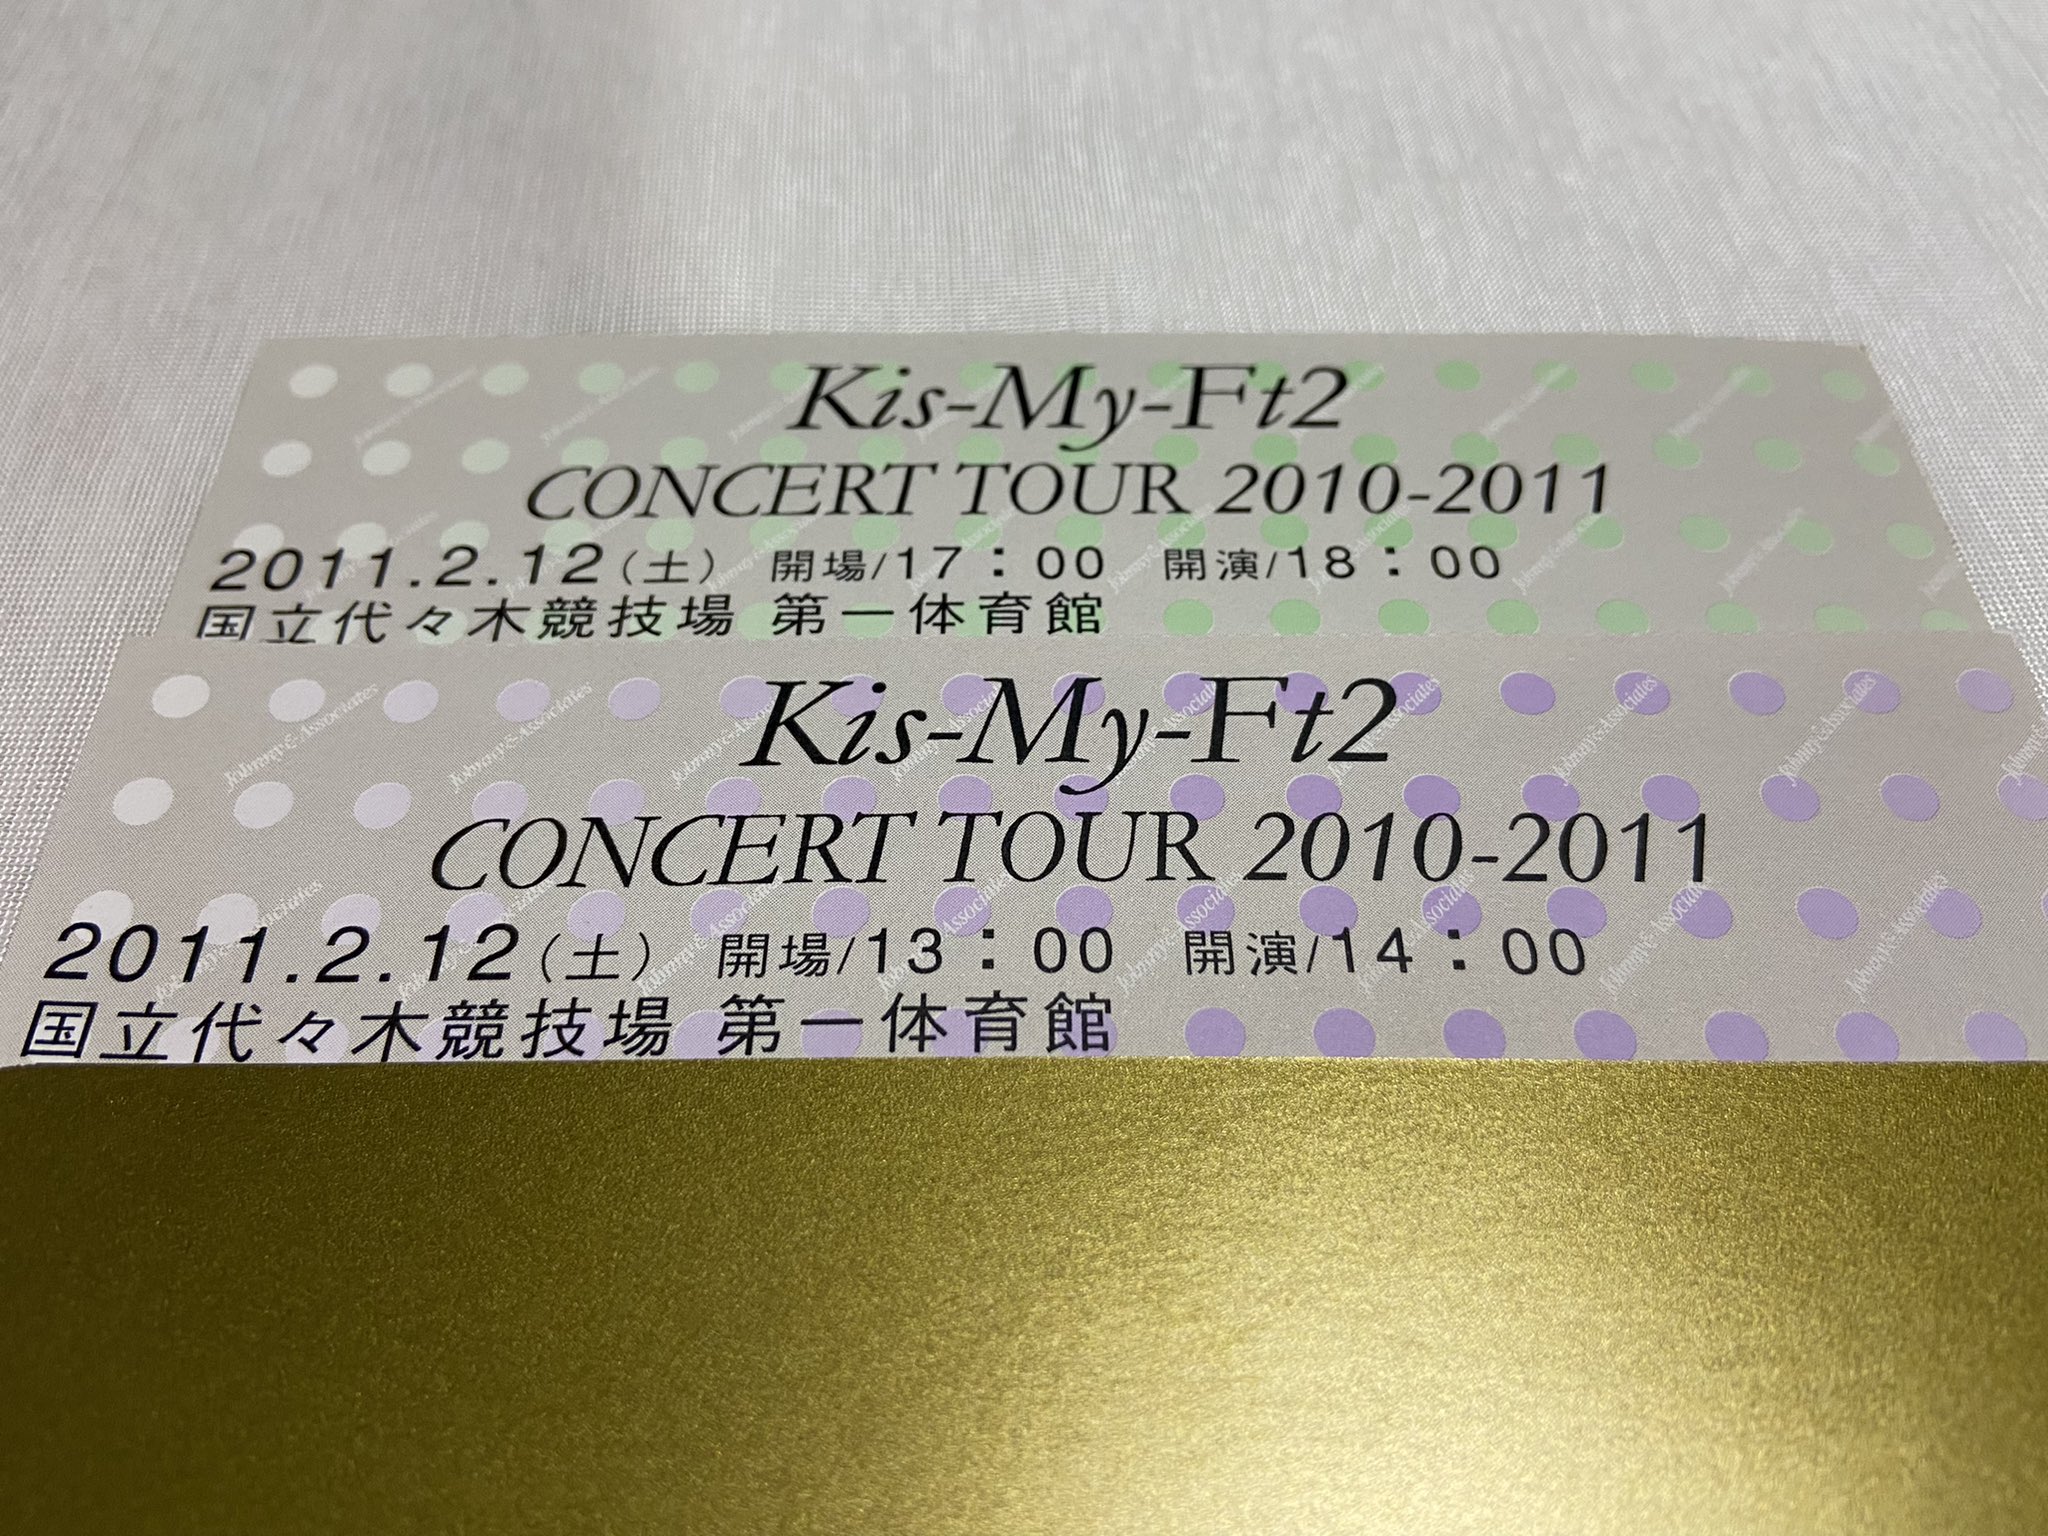 Kis-My-Ft2
CONCERT TOUR 2010-2011
2011.2.12(土) 開場/17:00 開演/18:00
国立代々木競技場 第一体育館
Kis-My-Ft2
CONCERT TOUR 2010-2011
2011.2.12(土) 開場/13:00 開演/14:00
国立代々木競技場 第一体育館
Johnny & Associates